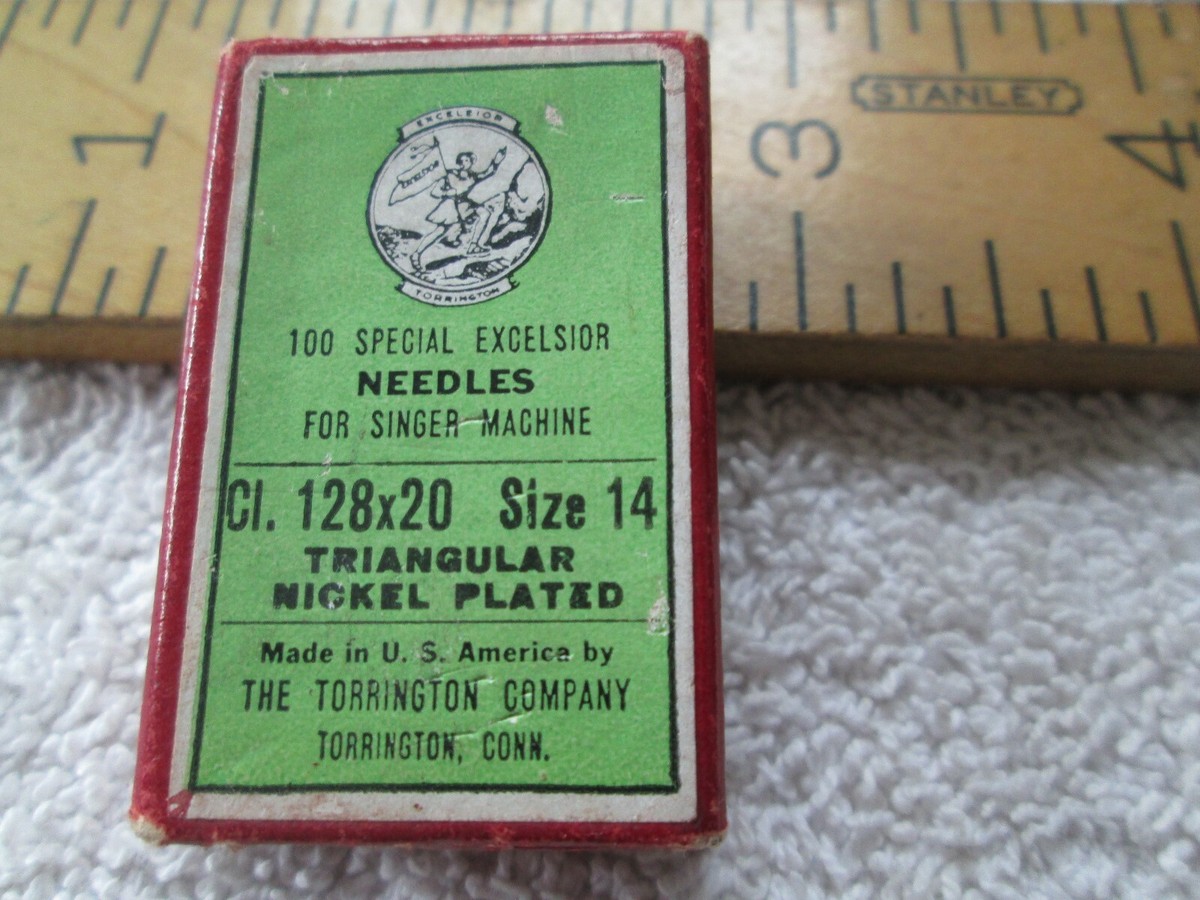 1
3
STANLEY
4
EXCELSIOR
EXCELSIOR
TORRINGTON
100 SPECIAL EXCELSIOR
NEEDLES
FOR SINGER MACHINE
Cl. 128x20 Size 14
TRIANGULAR
NICKEL PLATED
Made in U. S. America by
THE TORRINGTON COMPANY
TORRINGTON, CONN.